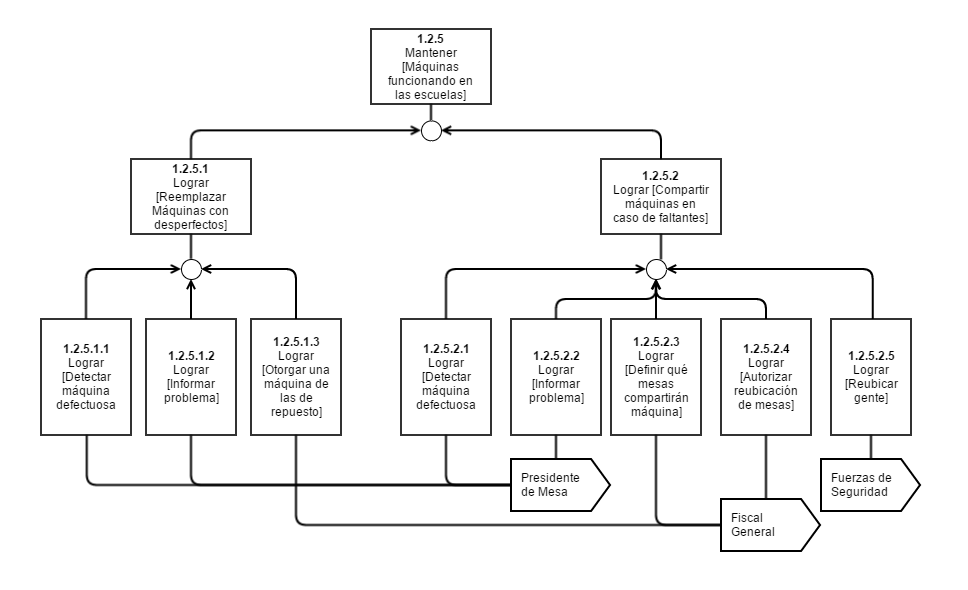 1.2.5
Mantener
[Máquinas
funcionando en
las escuelas]
1.2.5.1
Lograr
[Reemplazar
Máquinas con
desperfectos]
1.2.5.2
Lograr [Compartir
máquinas en
caso de faltantes]
1.2.5.1.1
Lograr
[Detectar
máquina
defectuosa
1.2.5.1.2
Lograr
[Informar
problema]
1.2.5.1.3
Lograr
[Otorgar una
máquina de
las de
repuesto]
1.2.5.2.1
Lograr
[Detectar
máquina
defectuosa
1.2.5.2.2
Lograr
[Informar
problema]
1.2.5.2.3
Lograr
[Definir qué
mesas
compartirán
máquina]
1.2.5.2.4
Lograr
[Autorizar
reubicación
de mesas]
1.2.5.2.5
Lograr
[Reubicar
gente]
Presidente
de Mesa
Fiscal
General
Fuerzas de
Seguridad